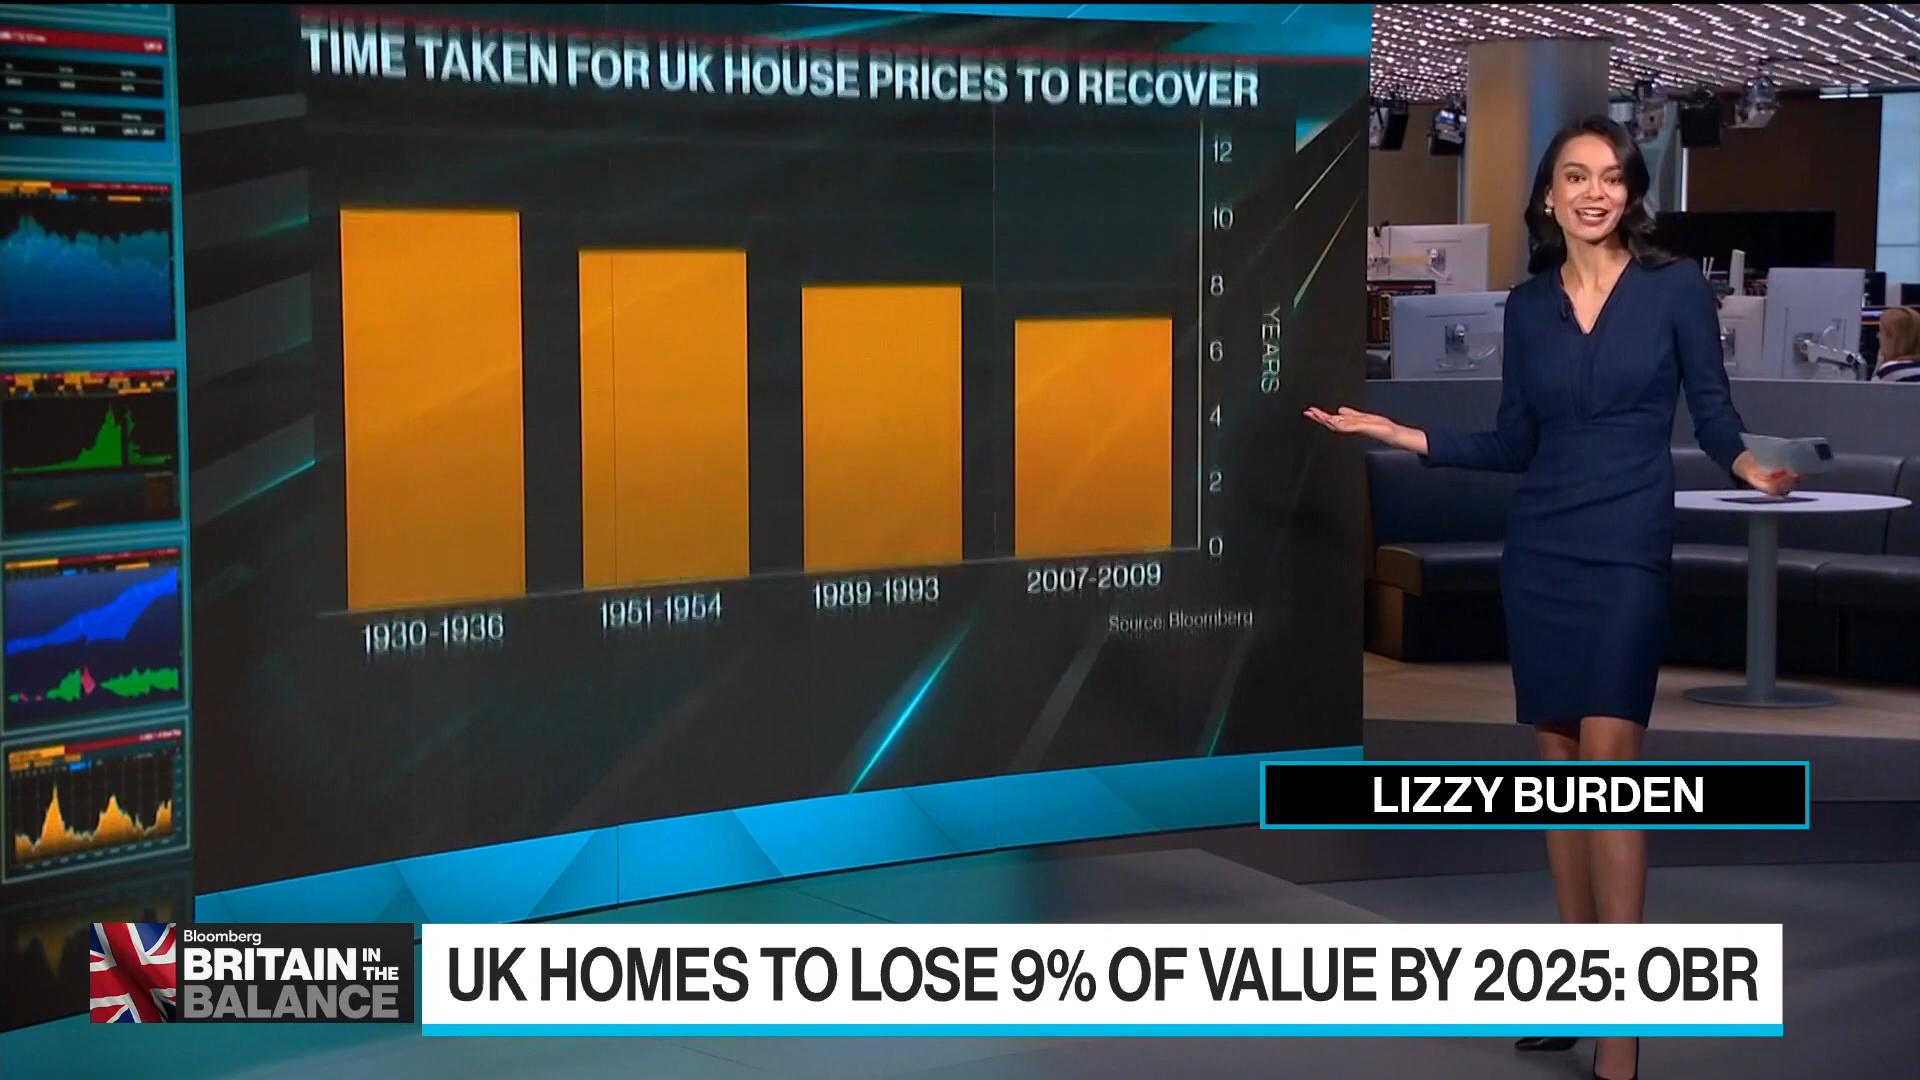 TIME TAKEN FOR UK HOUSE PRICES TO RECOVER
12
10
8
6
4
2
0
YEARS
1930-1936
1951-1954
1989-1993
2007-2009
Source: Bloomberg
LIZZY BURDEN
Bloomberg
BRITAIN IN THE
BALANCE
UK HOMES TO LOSE 9% OF VALUE BY 2025: OBR